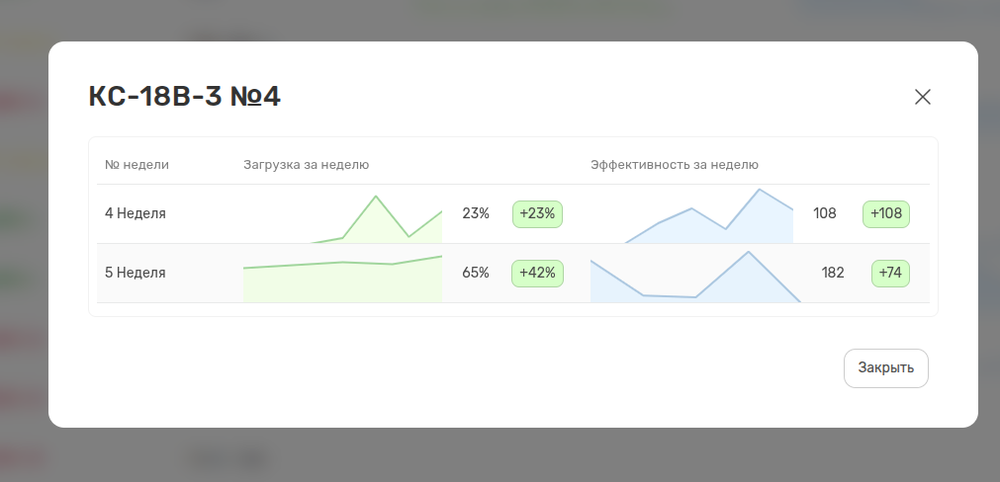 КС-18В-3 №4
№ недели Загрузка за неделю Эффективность за неделю
4 Неделя 23% +23% 108 +108
5 Неделя 65% +42% 182 +74
Закрыть